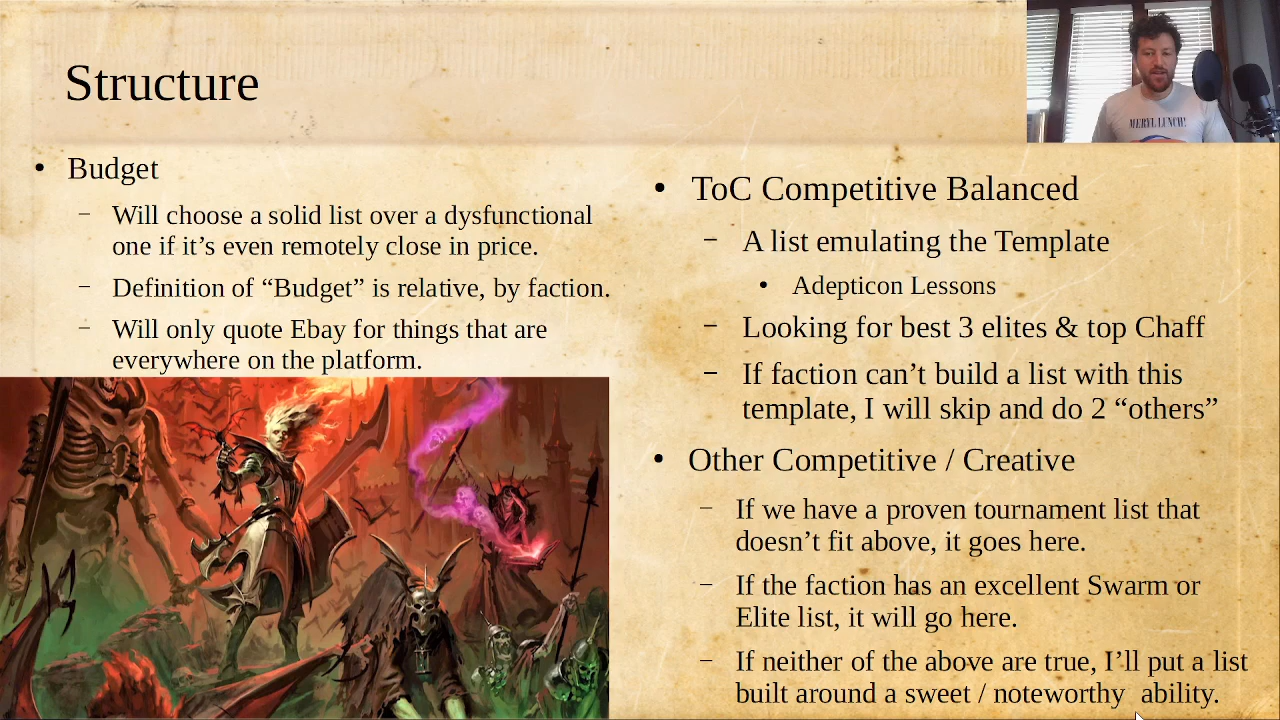 Structure
MERYL LUNCH!
• Budget
– Will choose a solid list over a dysfunctional
one if it’s even remotely close in price.
– Definition of “Budget” is relative, by faction.
– Will only quote Ebay for things that are
everywhere on the platform.
• ToC Competitive Balanced
– A list emulating the Template
• Adepticon Lessons
– Looking for best 3 elites & top Chaff
– If faction can’t build a list with this
template, I will skip and do 2 “others”
• Other Competitive / Creative
– If we have a proven tournament list that
doesn’t fit above, it goes here.
– If the faction has an excellent Swarm or
Elite list, it will go here.
– If neither of the above are true, I’ll put a list
built around a sweet / noteworthy  ability.